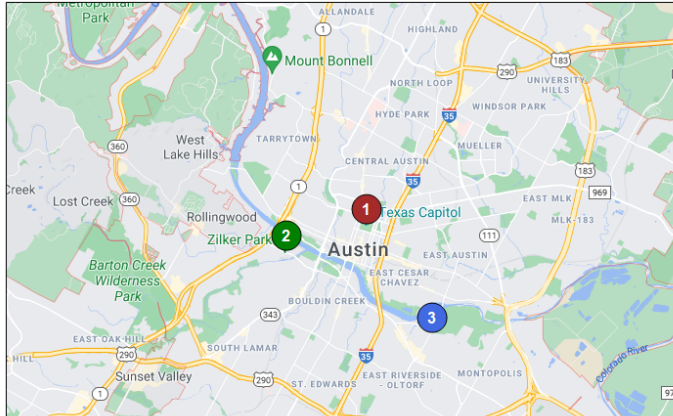 Metropolitan
Park
ALLANDALE
HIGHLAND
1
183
290
UNIVERSITY
HILLS
Mount Bonnell
NORTH LOOP
WINDSOR PARK
HYDE PARK
35
West
Lake Hills
TARRYTOWN
MUELLER
360
CENTRAL AUSTIN
183
Creek
Lost Creek
360
1
35
EAST MLK
969
Rollingwood
1
Texas Capitol
MLK-183
Zilker Park
2
111
Austin
EAST AUSTIN
Barton Creek
Wilderness
Park
EAST CESAR
CHAVEZ
BOULDIN CREEK
343
3
EAST OAK HILL
HILL
290
SOUTH LAMAR
35
Colorado River
Sunset Valley
290
ST. EDWARDS
EAST RIVERSIDE
- OLTORF
MONTOPOLIS
1
97